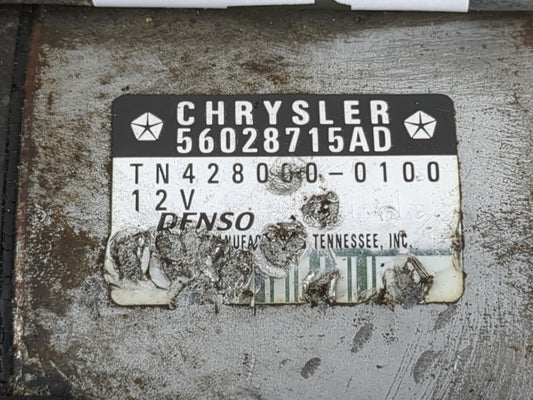 CHRYSLER
56028715AD
TN428000-0100
12V
DENSO
TENNESSEE, INC.